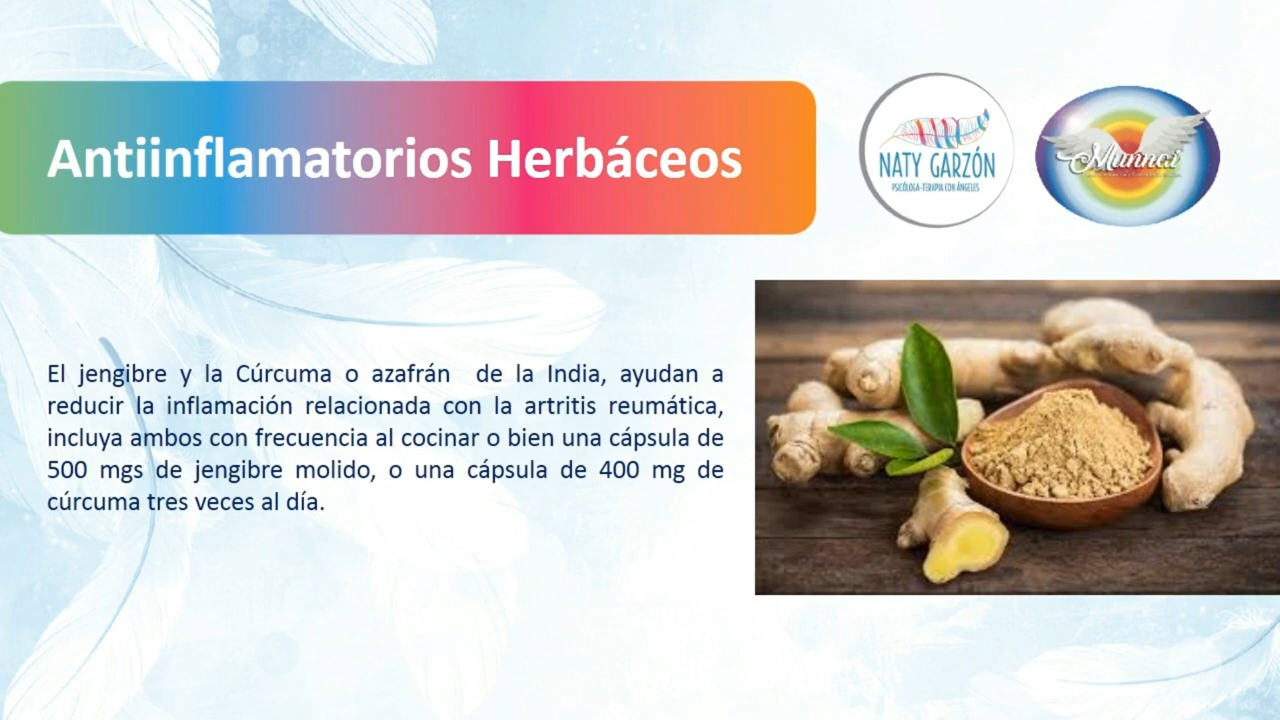 Antiinflamatorios Herbáceos
NATY GARZÓN
PSICÓLOGA-TERAPIA CON ÁNGELES
Munnai
El jengibre y la Cúrcuma o azafrán de la India, ayudan a
reducir la inflamación relacionada con la artritis reumática,
incluya ambos con frecuencia al cocinar o bien una cápsula de
500 mgs de jengibre molido, o una cápsula de 400 mg de
cúrcuma tres veces al día.